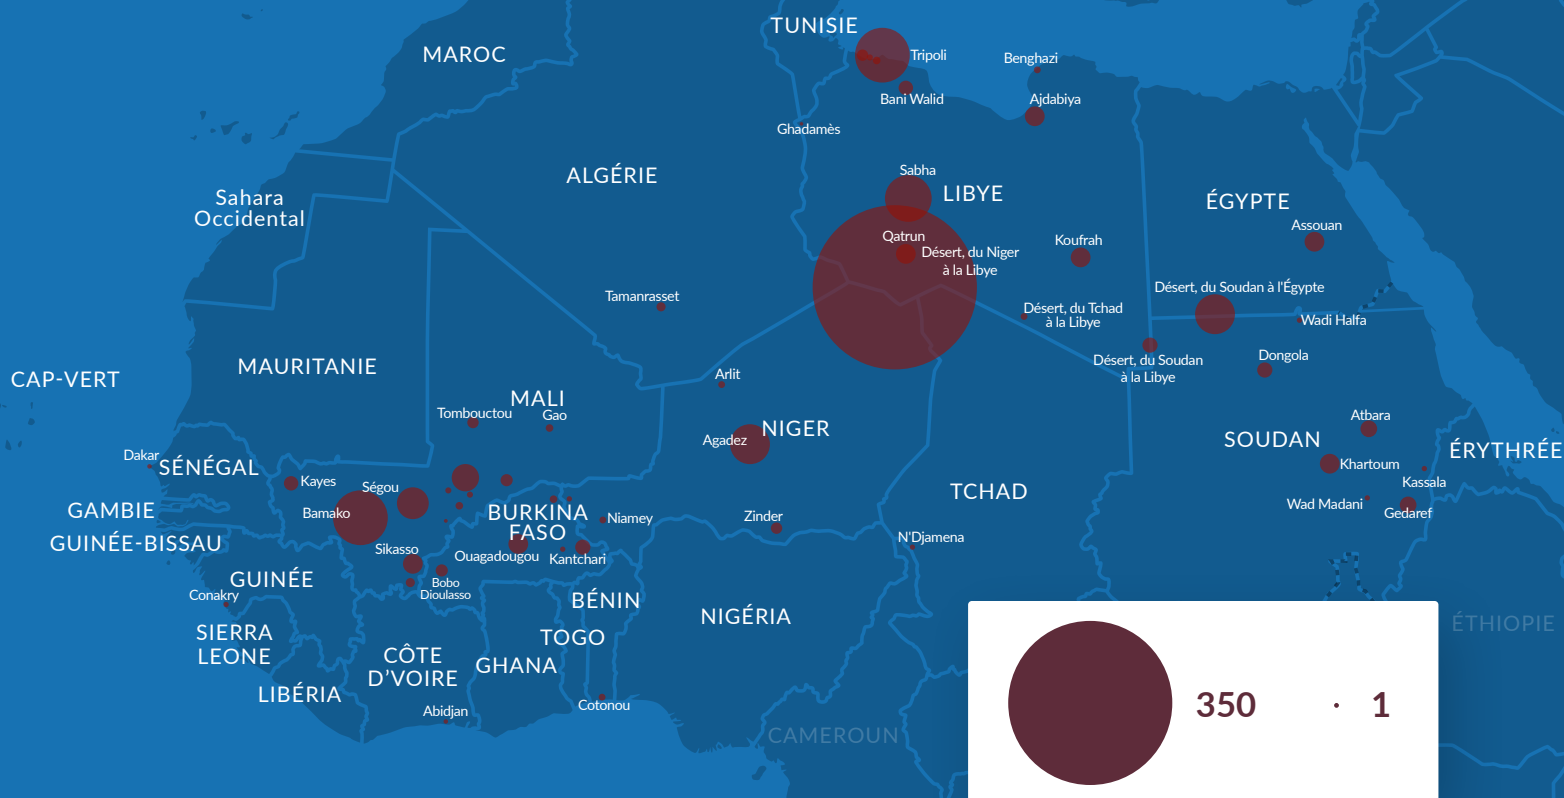 TUNISIE
MAROC
Tripoli
Benghazi
Bani Walid
Ajdabiya
Ghadamès
ALGÉRIE
Sabha
LIBYE
Sahara
Occidental
ÉGYPTE
Assouan
Qatrun
Désert, du Niger
à la Libye
Koufrah
Tamanrasset
Désert, du Soudan à l'Égypte
Désert, du Tchad
à la Libye
Wadi Halfa
Désert, du Soudan
à la Libye
Dongola
MAURITANIE
CAP-VERT
Arlit
MALI
Tombouctou
Gao
Atbara
NIGER
Agadez
SOUDAN
ÉRYTHRÉE
Dakar
SÉNÉGAL
Khartoum
Kayes
Ségou
Kassala
TCHAD
GAMBIE
Bamako
BURKINA
FASO
Niamey
Zinder
Wad Madani
Gedaref
GUINÉE-BISSAU
N'Djamena
Sikasso
Ouagadougou
Kantchari
GUINÉE
Bobo
Dioulasso
Conakry
BÉNIN
NIGÉRIA
ÉTHIOPIE
SIERRA
LEONE
TOGO
CÔTE
D'VOIRE
GHANA
LIBÉRIA
Cotonou
Abidjan
CAMEROUN
350
1